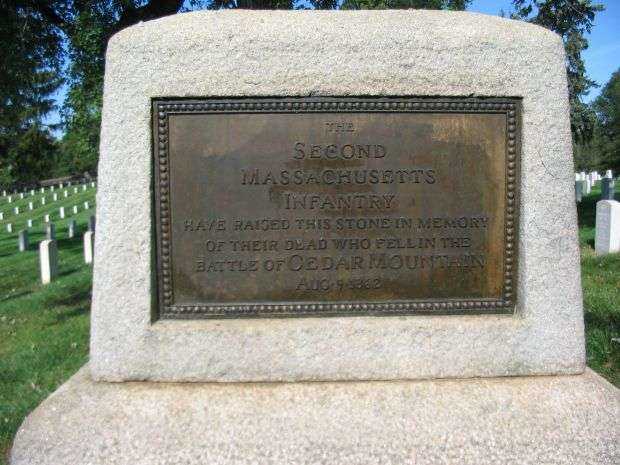 THE
SECOND
MASSACHUSETTS
INFANTRY
HAVE RAISED THIS STONE IN MEMORY
OF THEIR DEAD WHO FELL IN THE
BATTLE OF CEDAR MOUNTAIN
AUG 9 1862